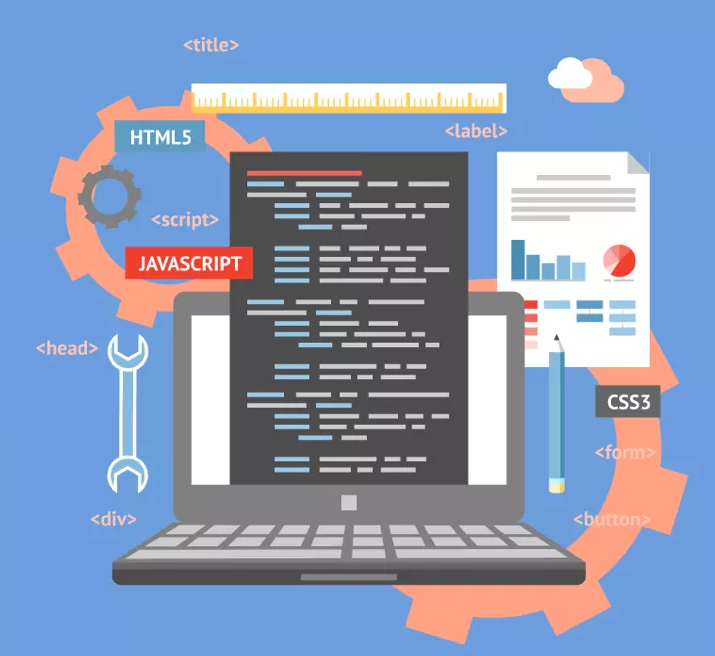 <title>
<label>
HTML5
<script>
JAVASCRIPT
<head>
CSS3
<form>
<div>
<button>